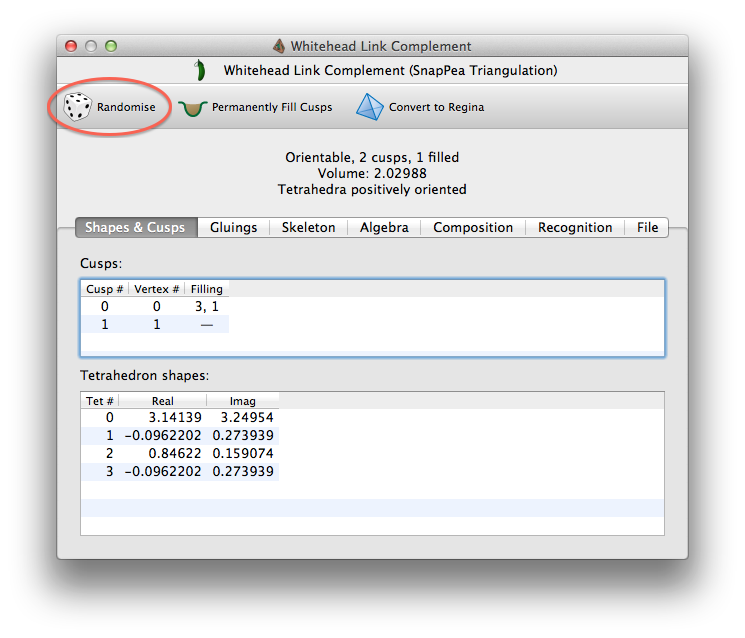 Whitehead Link Complement
Whitehead Link Complement (SnapPea Triangulation)
Randomise Permanently Fill Cusps Convert to Regina
Orientable, 2 cusps, 1 filled
Volume: 2.02988
Tetrahedra positively oriented
Shapes & Cusps Gluings Skeleton Algebra Composition Recognition File
Cusps:
Cusp # Vertex # Filling
0 0 3, 1
1 1 —
Tetrahedron shapes:
Tet # Real Imag
0 3.14139 3.24954
1 -0.0962202 0.273939
2 0.84622 0.159074
3 -0.0962202 0.273939